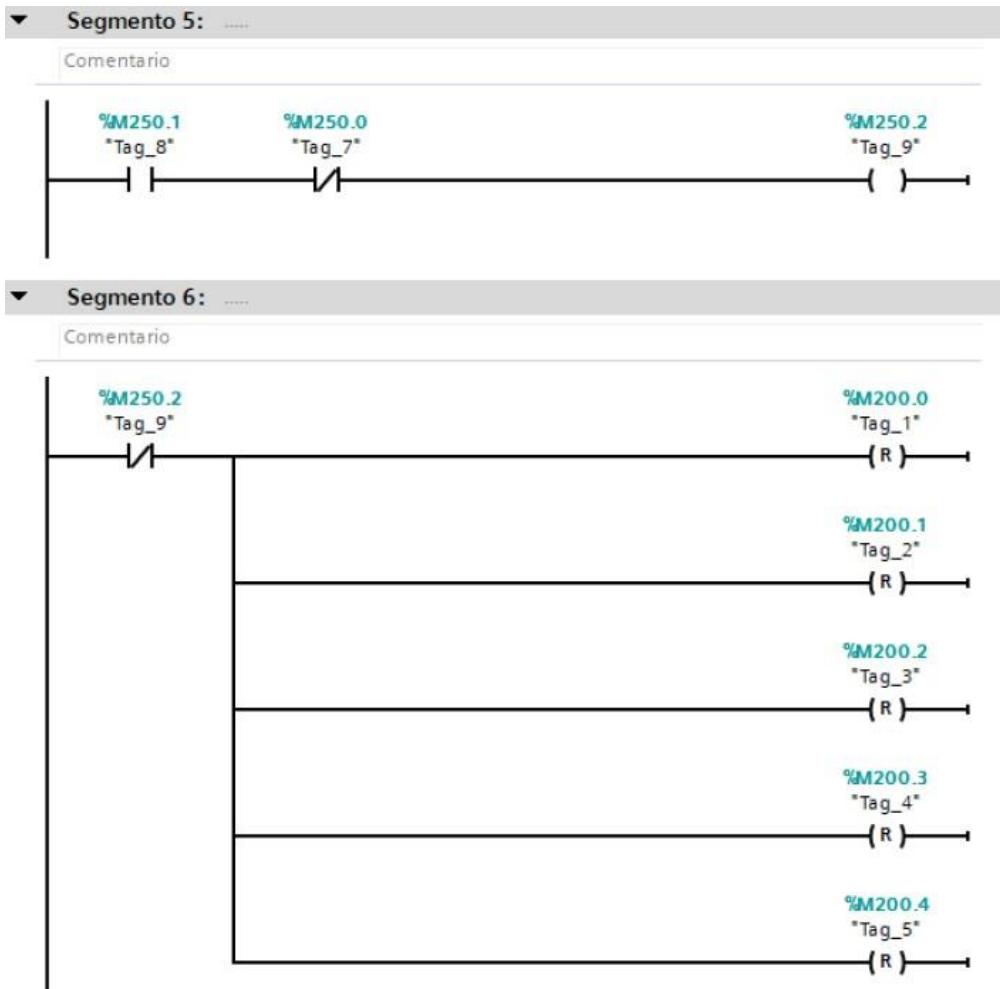 Segmento 5: .....
Comentario
%M250.1 %M250.0 %M250.2
"Tag_8" "Tag_7" "Tag_9"
Segmento 6: .....
Comentario
%M250.2 %M200.0
"Tag_9" "Tag_1"
R
%M200.1
"Tag_2"
R
%M200.2
"Tag_3"
R
%M200.3
"Tag_4"
R
%M200.4
"Tag_5"
R